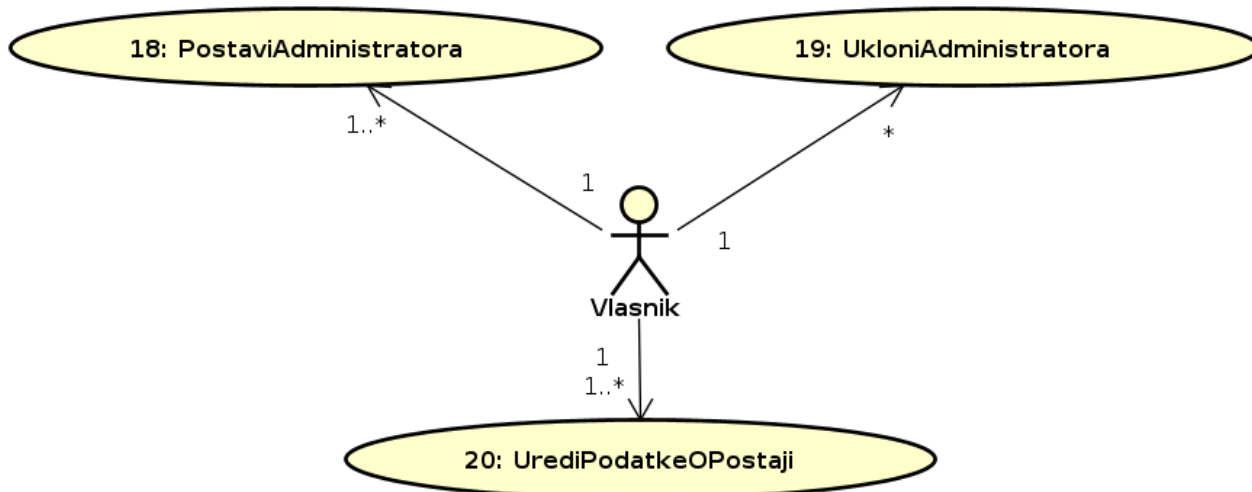 18: PostaviAdministratora
19: UkloniAdministratora
1..*
*
1
1
Vlasnik
1
1..*
20: UrediPodatkeOPostaji